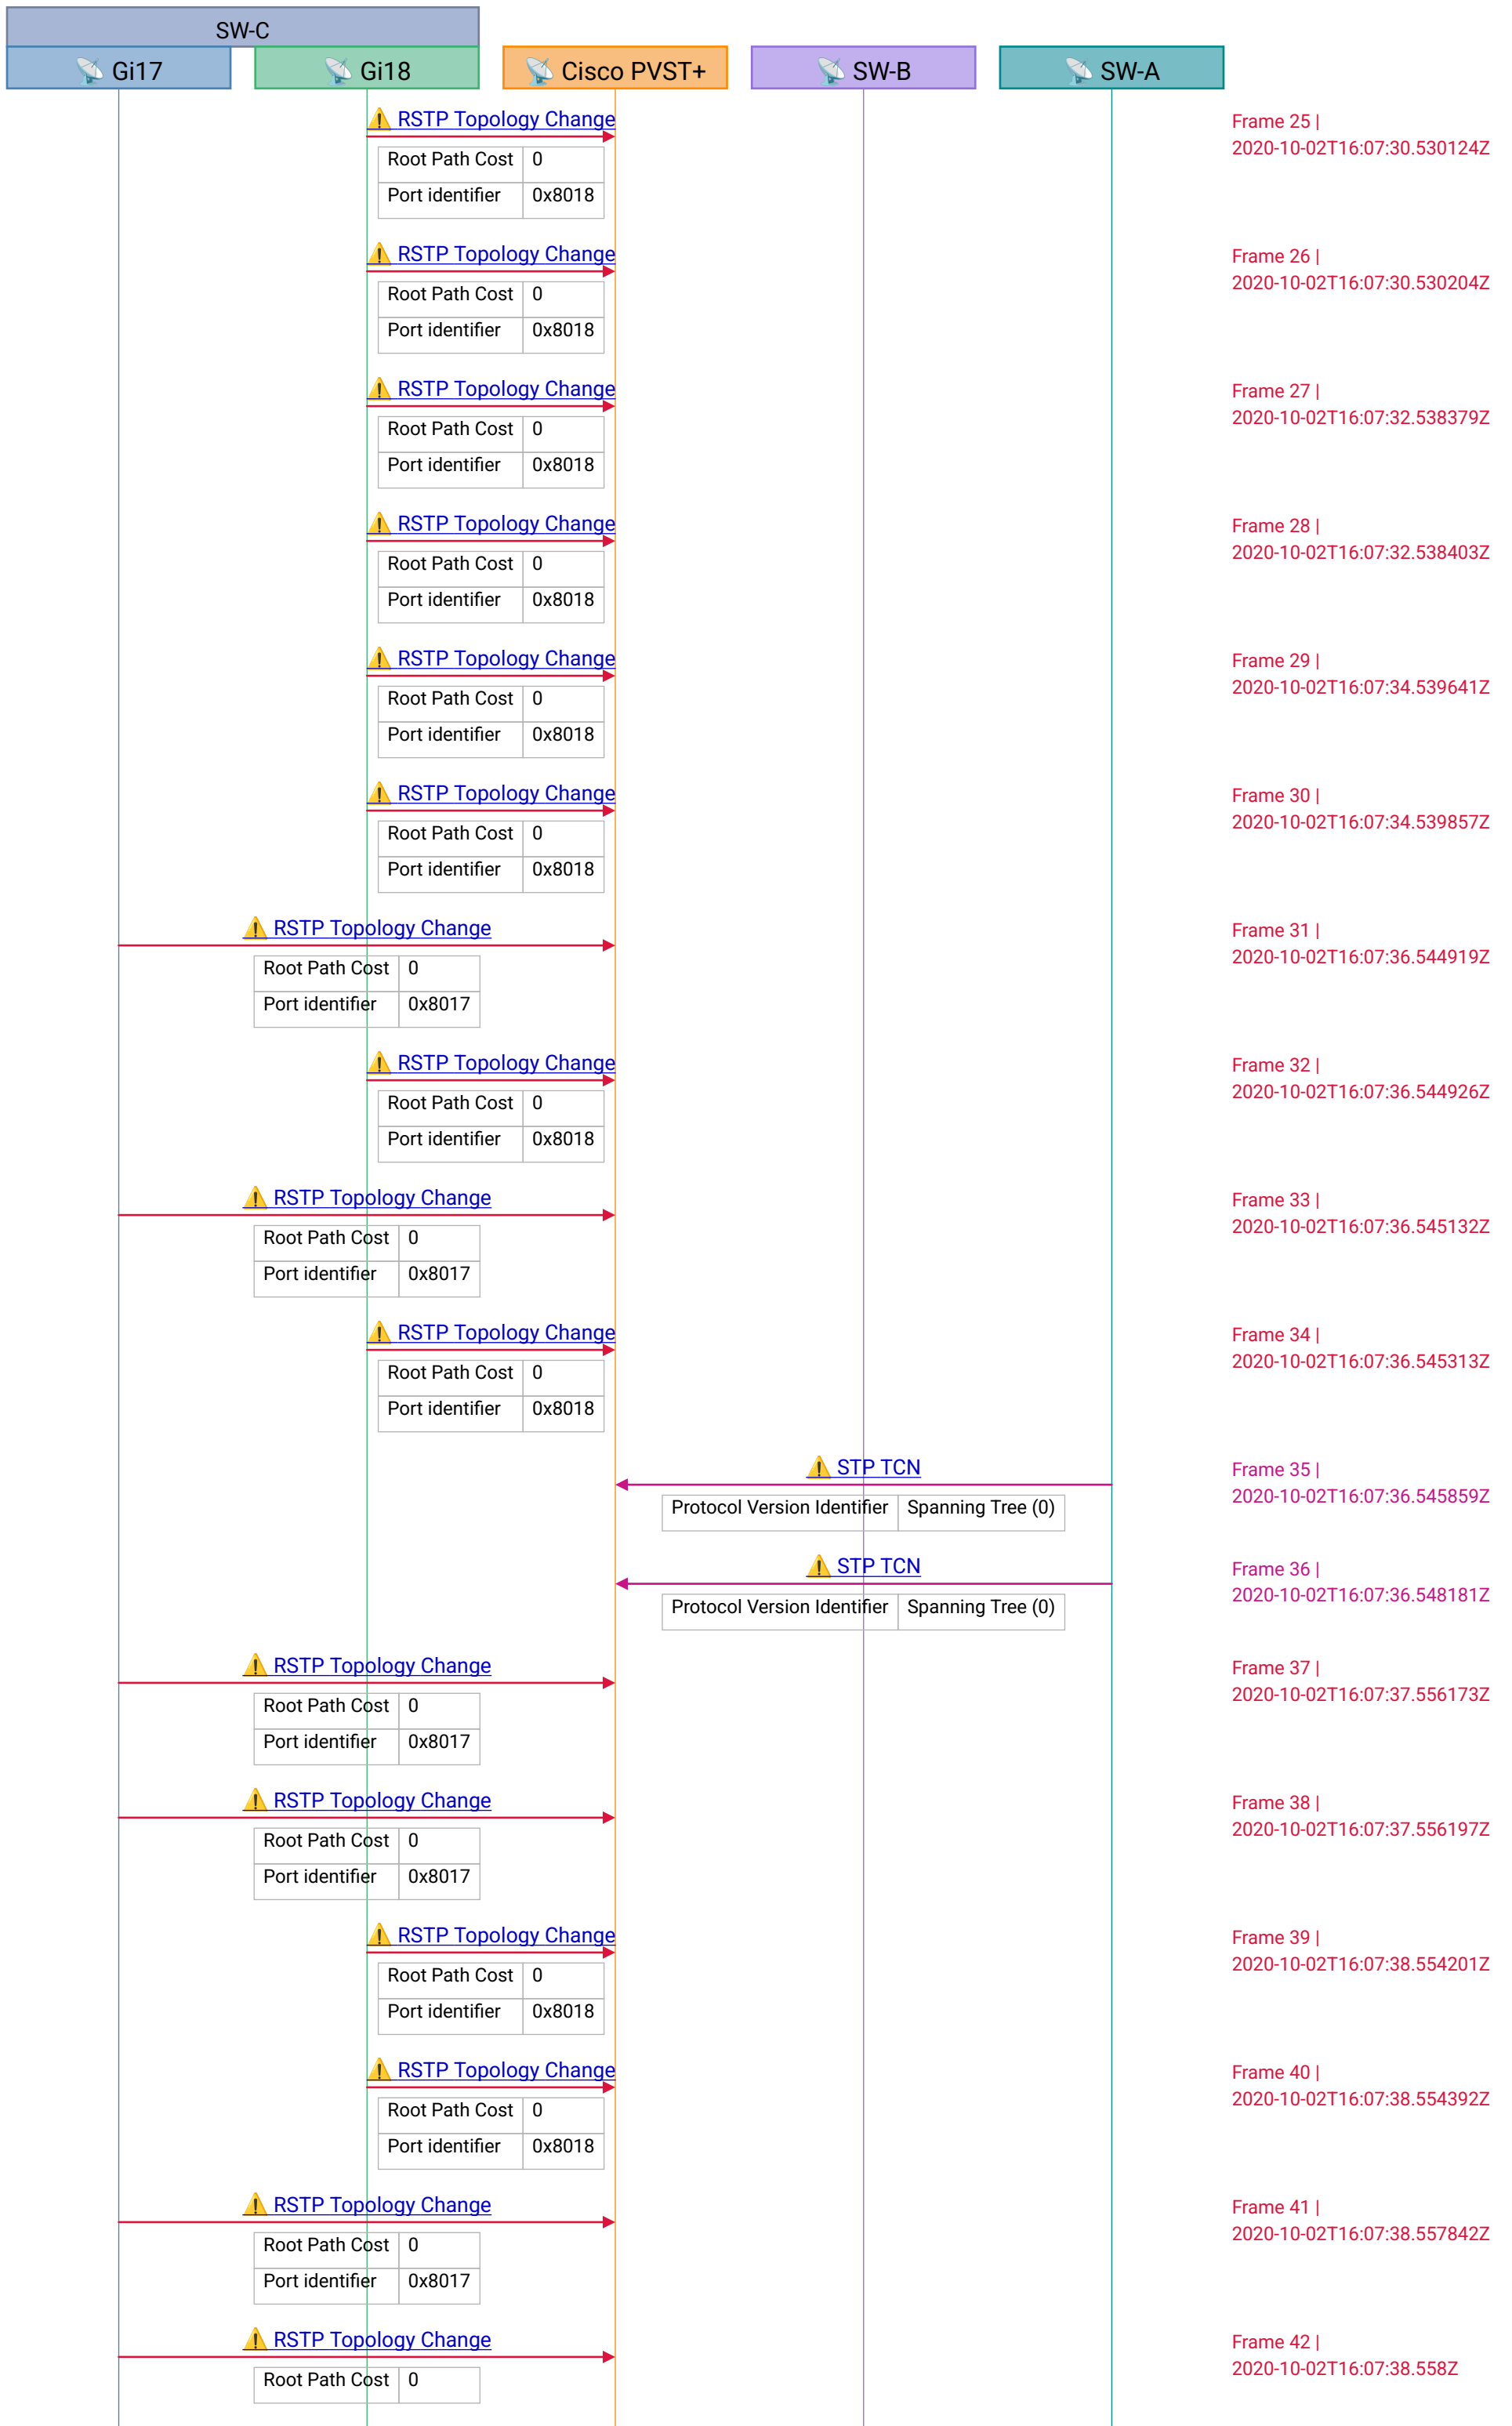 SW-C
Gi17 Gi18 Cisco PVST+ SW-B SW-A
RSTP Topology Change Frame 25 |
2020-10-02T16:07:30.530124Z
Root Path Cost 0
Port identifier 0x8018
RSTP Topology Change Frame 26 |
2020-10-02T16:07:30.530204Z
Root Path Cost 0
Port identifier 0x8018
RSTP Topology Change Frame 27 |
2020-10-02T16:07:32.538379Z
Root Path Cost 0
Port identifier 0x8018
RSTP Topology Change Frame 28 |
2020-10-02T16:07:32.538403Z
Root Path Cost 0
Port identifier 0x8018
RSTP Topology Change Frame 29 |
2020-10-02T16:07:34.539641Z
Root Path Cost 0
Port identifier 0x8018
RSTP Topology Change Frame 30 |
2020-10-02T16:07:34.539857Z
Root Path Cost 0
Port identifier 0x8018
RSTP Topology Change Frame 31 |
2020-10-02T16:07:36.544919Z
Root Path Cost 0
Port identifier 0x8017
RSTP Topology Change Frame 32 |
2020-10-02T16:07:36.544926Z
Root Path Cost 0
Port identifier 0x8018
RSTP Topology Change Frame 33 |
2020-10-02T16:07:36.545132Z
Root Path Cost 0
Port identifier 0x8017
RSTP Topology Change Frame 34 |
2020-10-02T16:07:36.545313Z
Root Path Cost 0
Port identifier 0x8018
STP TCN Frame 35 |
2020-10-02T16:07:36.545859Z
Protocol Version Identifier Spanning Tree (0)
STP TCN Frame 36 |
2020-10-02T16:07:36.548181Z
Protocol Version Identifier Spanning Tree (0)
RSTP Topology Change Frame 37 |
2020-10-02T16:07:37.556173Z
Root Path Cost 0
Port identifier 0x8017
RSTP Topology Change Frame 38 |
2020-10-02T16:07:37.556197Z
Root Path Cost 0
Port identifier 0x8017
RSTP Topology Change Frame 39 |
2020-10-02T16:07:38.554201Z
Root Path Cost 0
Port identifier 0x8018
RSTP Topology Change Frame 40 |
2020-10-02T16:07:38.554392Z
Root Path Cost 0
Port identifier 0x8018
RSTP Topology Change Frame 41 |
2020-10-02T16:07:38.557842Z
Root Path Cost 0
Port identifier 0x8017
RSTP Topology Change Frame 42 |
2020-10-02T16:07:38.558Z
Root Path Cost 0